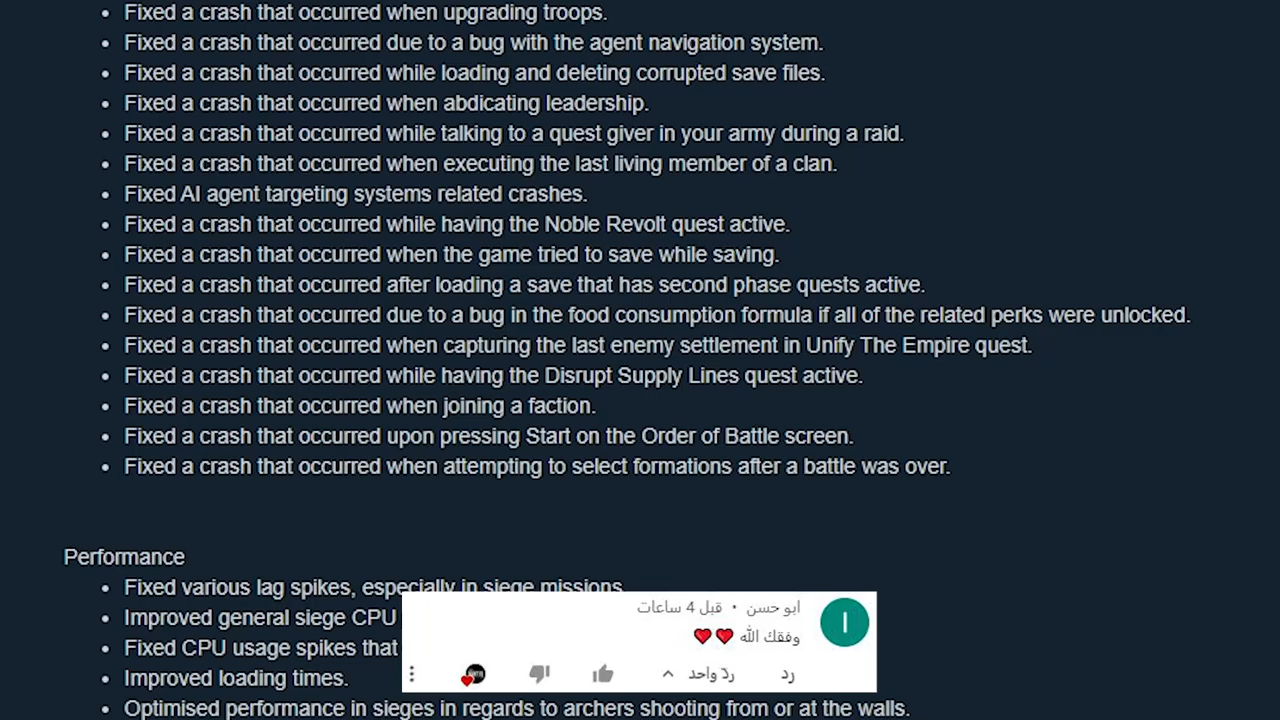 • Fixed a crash that occurred when upgrading troops.
• Fixed a crash that occurred due to a bug with the agent navigation system.
• Fixed a crash that occurred while loading and deleting corrupted save files.
• Fixed a crash that occurred when abdicating leadership.
• Fixed a crash that occurred while talking to a quest giver in your army during a raid.
• Fixed a crash that occurred when executing the last living member of a clan.
• Fixed AI agent targeting systems related crashes.
• Fixed a crash that occurred while having the Noble Revolt quest active.
• Fixed a crash that occurred when the game tried to save while saving.
• Fixed a crash that occurred after loading a save that has second phase quests active.
• Fixed a crash that occurred due to a bug in the food consumption formula if all of the related perks were unlocked.
• Fixed a crash that occurred when capturing the last enemy settlement in Unify The Empire quest.
• Fixed a crash that occurred while having the Disrupt Supply Lines quest active.
• Fixed a crash that occurred when joining a faction.
• Fixed a crash that occurred upon pressing Start on the Order of Battle screen.
• Fixed a crash that occurred when attempting to select formations after a battle was over.
Performance
• Fixed various lag spikes, especially in siege missions.
• Improved general siege CPU
• Fixed CPU usage spikes that
• Improved loading times.
• Optimised performance in sieges in regards to archers shooting from or at the walls.
I
ابو حسن • قبل 4 ساعات
وفقك الله ❤️❤️
رد ردّ واحد